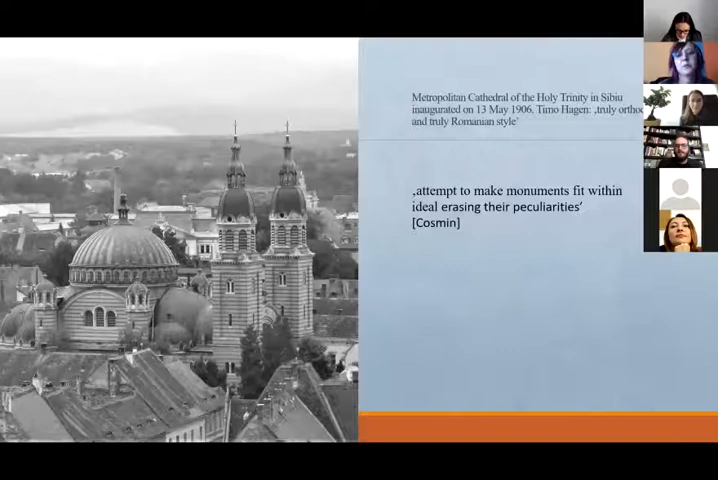 Metropolitan Cathedral of the Holy Trinity in Sibiu
inaugurated on 13 May 1906. Timo Hagen: ‚truly ortho
and truly Romanian style’
‚attempt to make monuments fit within
ideal erasing their peculiarities’
[Cosmin]